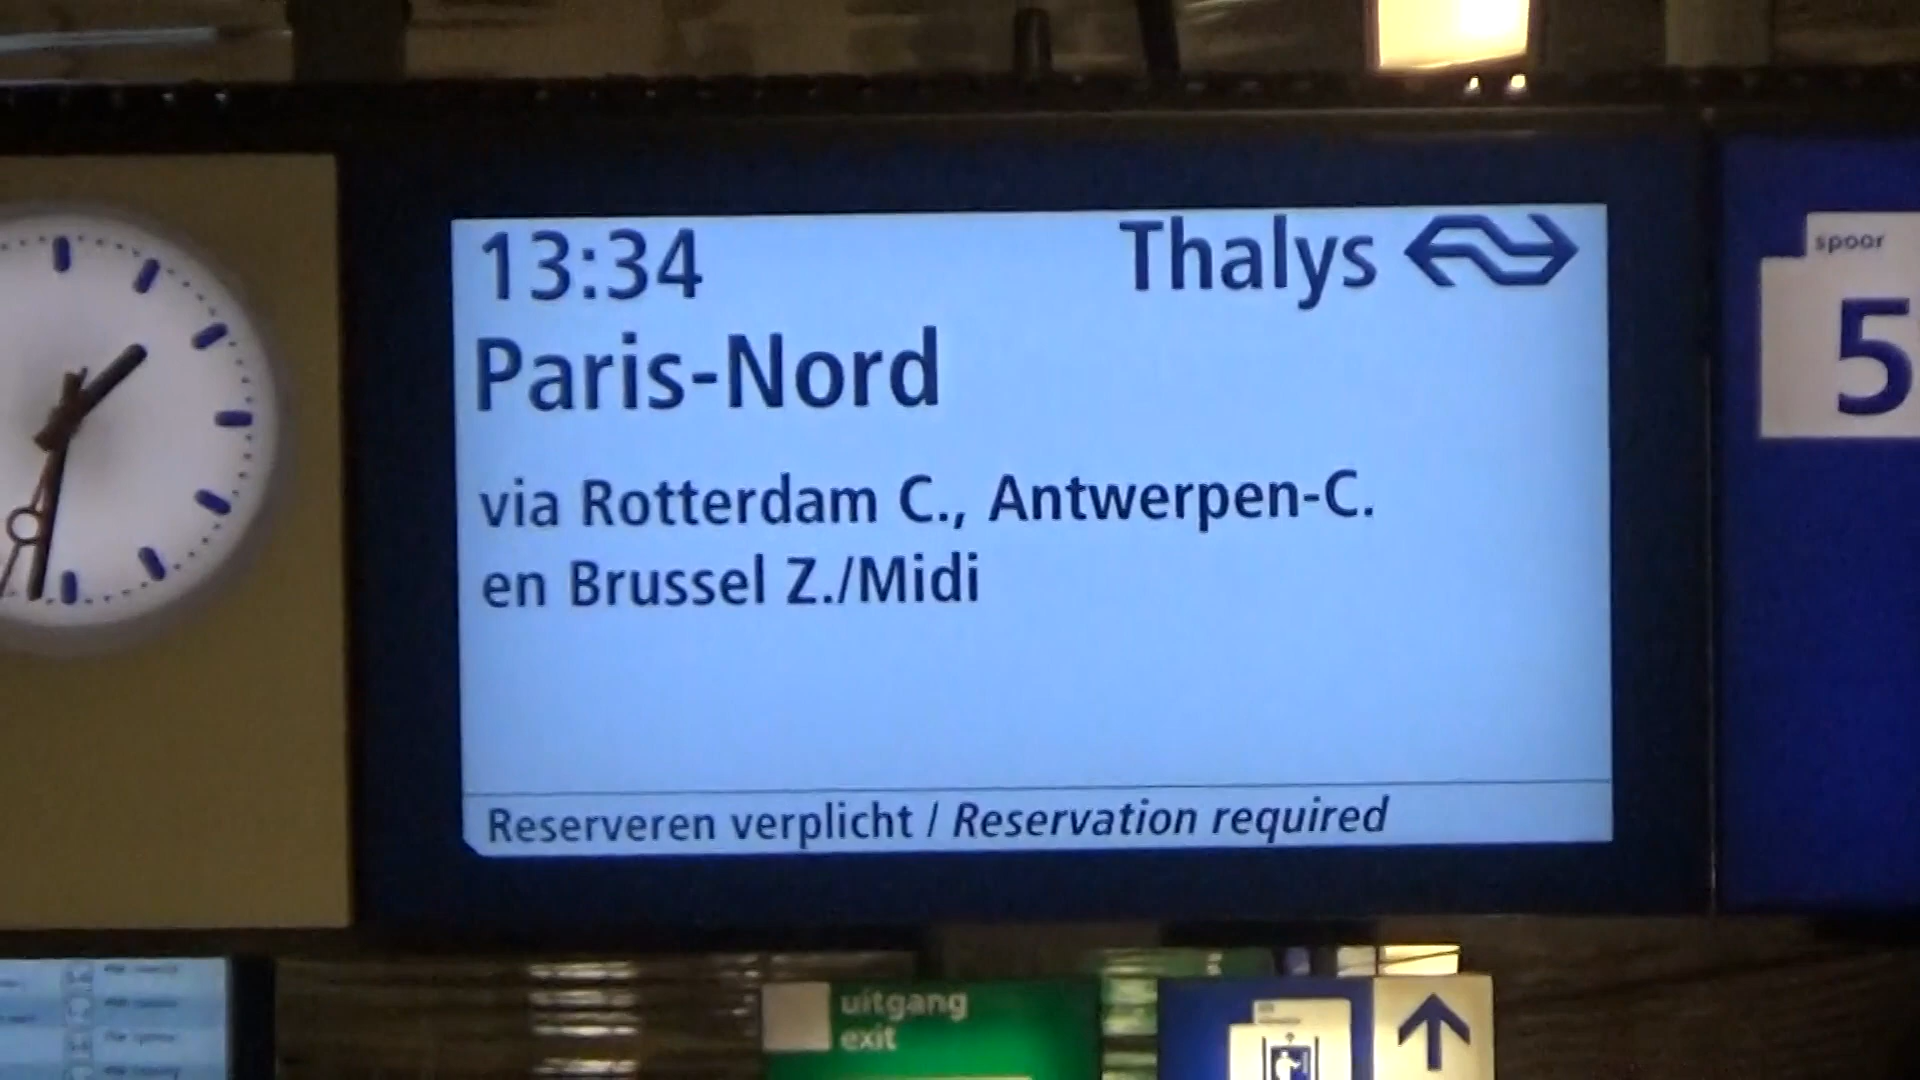 13:34 Thalys
Paris-Nord
via Rotterdam C., Antwerpen-C.
en Brussel Z./Midi
Reserveren verplicht / Reservation required
spoor
5
uitgang
exit